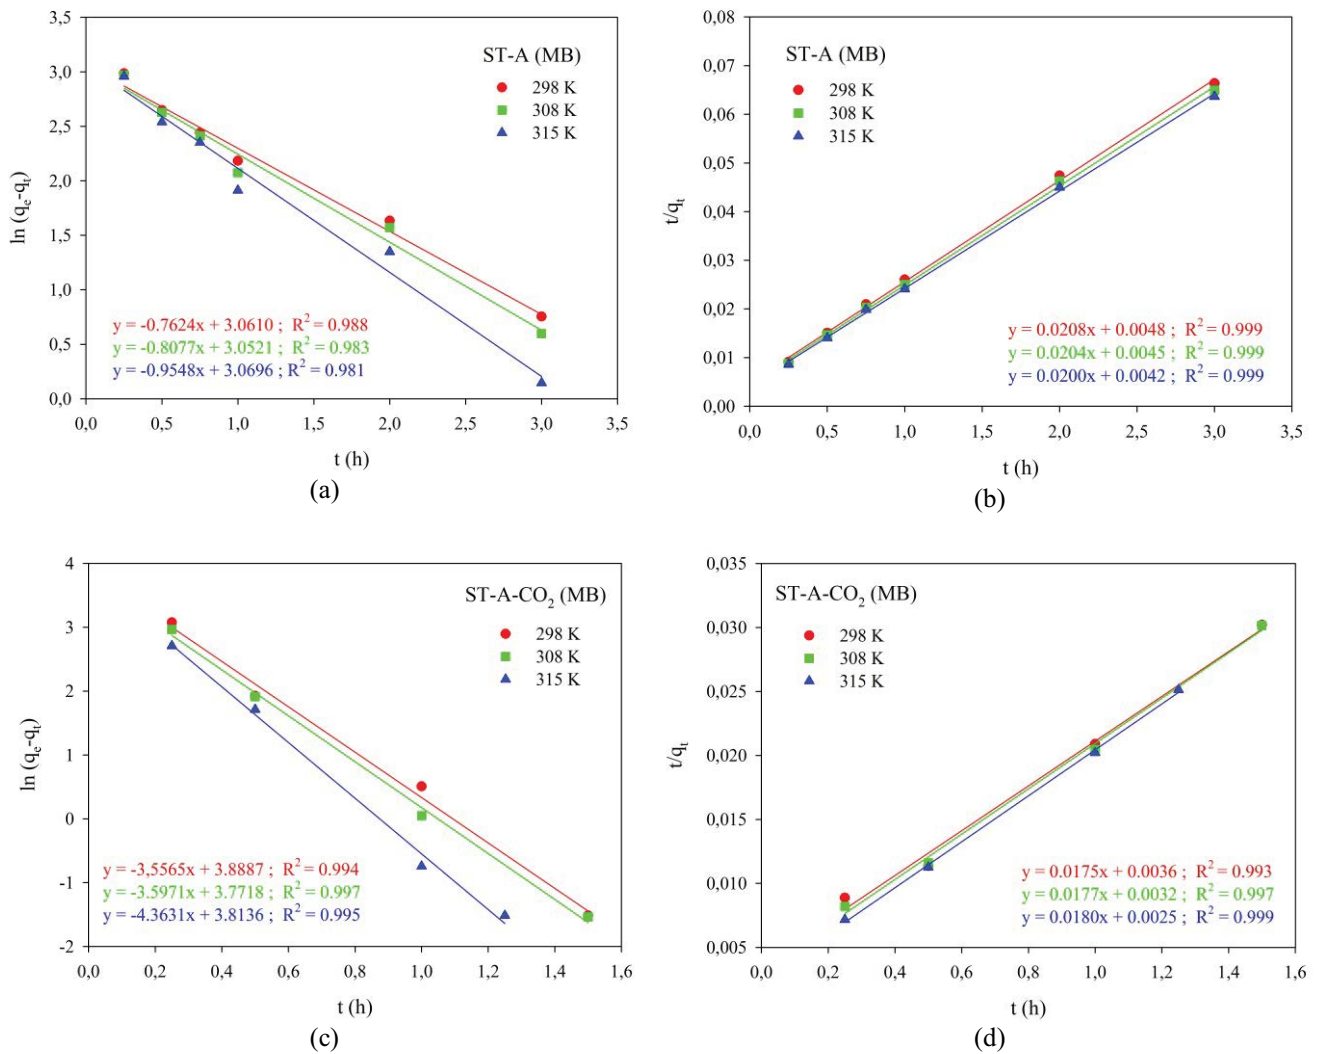 3,5
3,0
2,5
2,0
1,5
1,0
0,5
0,0
ln (qe-qt)
ST-A (MB)
298 K
308 K
315 K
y = -0.7624x + 3.0610 ; R2 = 0.988
y = -0.8077x + 3.0521 ; R2 = 0.983
y = -0.9548x + 3.0696 ; R2 = 0.981
0,0 0,5 1,0 1,5 2,0 2,5 3,0 3,5
t (h)
(a)
0,08
0,07
0,06
0,05
0,04
0,03
0,02
0,01
0,00
t/qt
ST-A (MB)
298 K
308 K
315 K
y = 0.0208x + 0.0048 ; R2 = 0.999
y = 0.0204x + 0.0045 ; R2 = 0.999
y = 0.0200x + 0.0042 ; R2 = 0.999
0,0 0,5 1,0 1,5 2,0 2,5 3,0 3,5
t (h)
(b)
4
3
2
1
0
-1
-2
ln (qe-qt)
ST-A-CO2 (MB)
298 K
308 K
315 K
y = -3,5565x + 3.8887 ; R2 = 0.994
y = -3.5971x + 3.7718 ; R2 = 0.997
y = -4.3631x + 3.8136 ; R2 = 0.995
0,0 0,2 0,4 0,6 0,8 1,0 1,2 1,4 1,6
t (h)
(c)
0,035
0,030
0,025
0,020
0,015
0,010
0,005
t/qt
ST-A-CO2 (MB)
298 K
308 K
315 K
y = 0.0175x + 0.0036 ; R2 = 0.993
y = 0.0177x + 0.0032 ; R2 = 0.997
y = 0.0180x + 0.0025 ; R2 = 0.999
0,0 0,2 0,4 0,6 0,8 1,0 1,2 1,4 1,6
t (h)
(d)